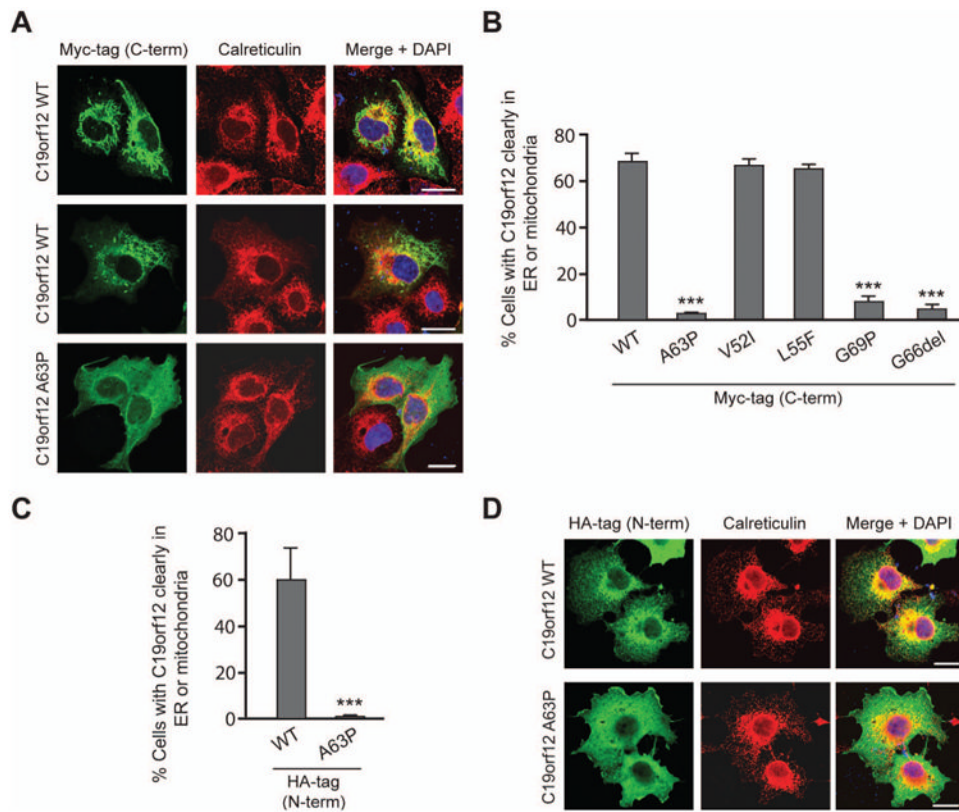 A
Myc-tag (C-term) Calreticulin Merge + DAPI
C19orf12 WT
C19orf12 WT
C19orf12 A63P
B
% Cells with C19orf12 clearly in
ER or mitochondria
80
60
40
20
0
*** *** ***
WT A63P V52I L55F G69P G66del
Myc-tag (C-term)
C
% Cells with C19orf12 clearly in
ER or mitochondria
80
60
40
20
0
***
WT A63P
HA-tag
(N-term)
D
HA-tag (N-term) Calreticulin Merge + DAPI
C19orf12 WT
C19orf12 A63P